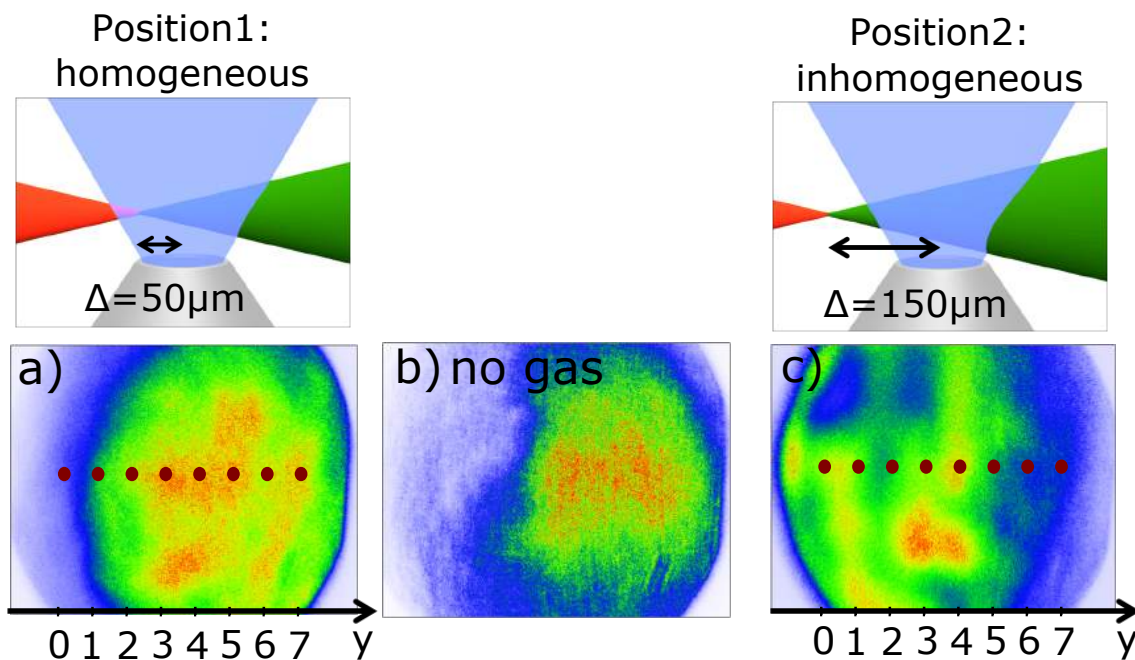 Position1:
homogeneous
Position2:
inhomogeneous
Δ=50μm
Δ=150μm
a)
b) no gas
c)
0 1 2 3 4 5 6 7 y
0 1 2 3 4 5 6 7 y